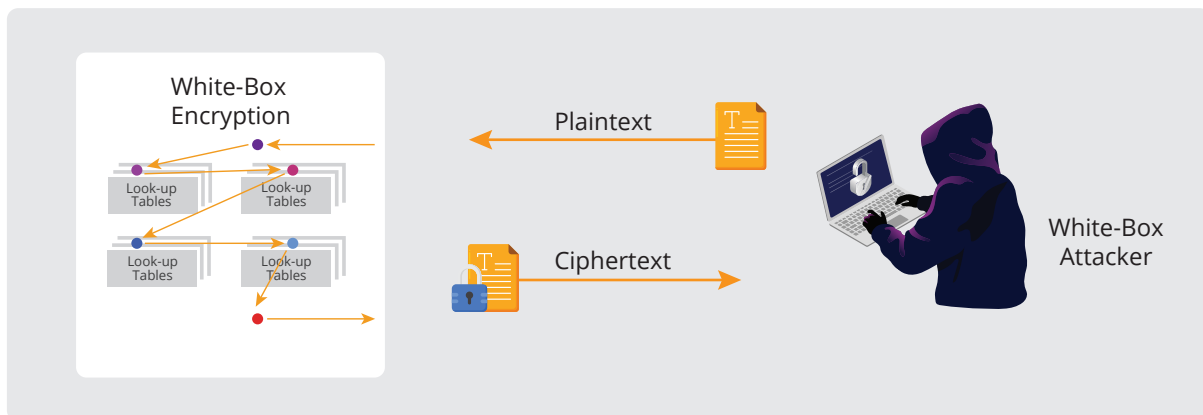 White-Box
Encryption
Look-up
Tables
Look-up
Tables
Look-up
Tables
Look-up
Tables
Plaintext
T
Ciphertext
T
White-Box
Attacker